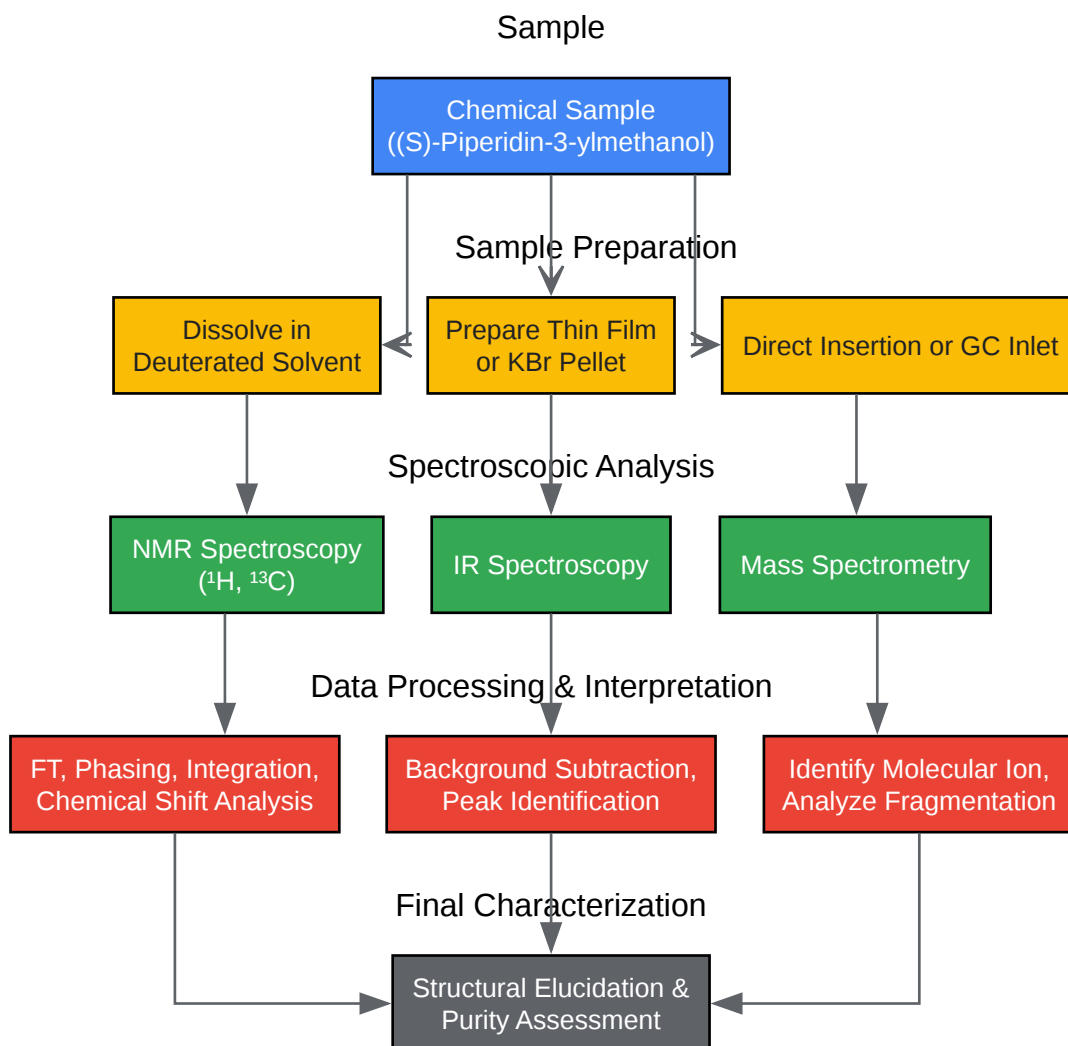 Sample
Chemical Sample
((S)-Piperidin-3-ylmethanol)
Sample Preparation
Dissolve in
Deuterated Solvent
Prepare Thin Film
or KBr Pellet
Direct Insertion or GC Inlet
Spectroscopic Analysis
NMR Spectroscopy
(¹H, ¹³C)
IR Spectroscopy
Mass Spectrometry
Data Processing & Interpretation
FT, Phasing, Integration,
Chemical Shift Analysis
Background Subtraction,
Peak Identification
Identify Molecular Ion,
Analyze Fragmentation
Final Characterization
Structural Elucidation &
Purity Assessment